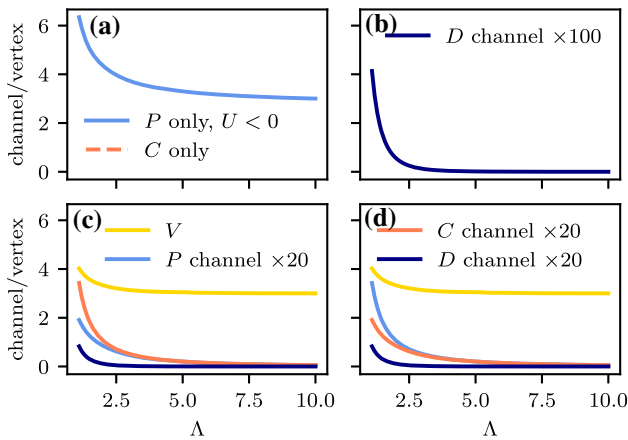 (a)
(b)
channel/vertex
6
4
2
0
P only, U < 0
C only
D channel ×100
(c)
(d)
channel/vertex
6
4
2
0
V
P channel ×20
C channel ×20
D channel ×20
2.5 5.0 7.5 10.0
2.5 5.0 7.5 10.0
Λ
Λ